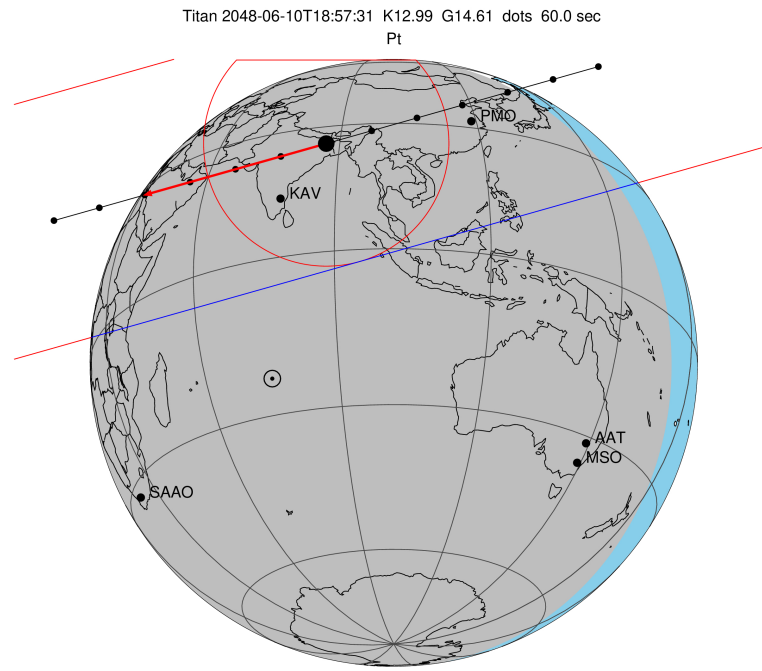 Titan 2048-06-10T18:57:31 K12.99 G14.61 dots 60.0 sec
Pt
PMO
KAV
AAT
MSO
SAAO